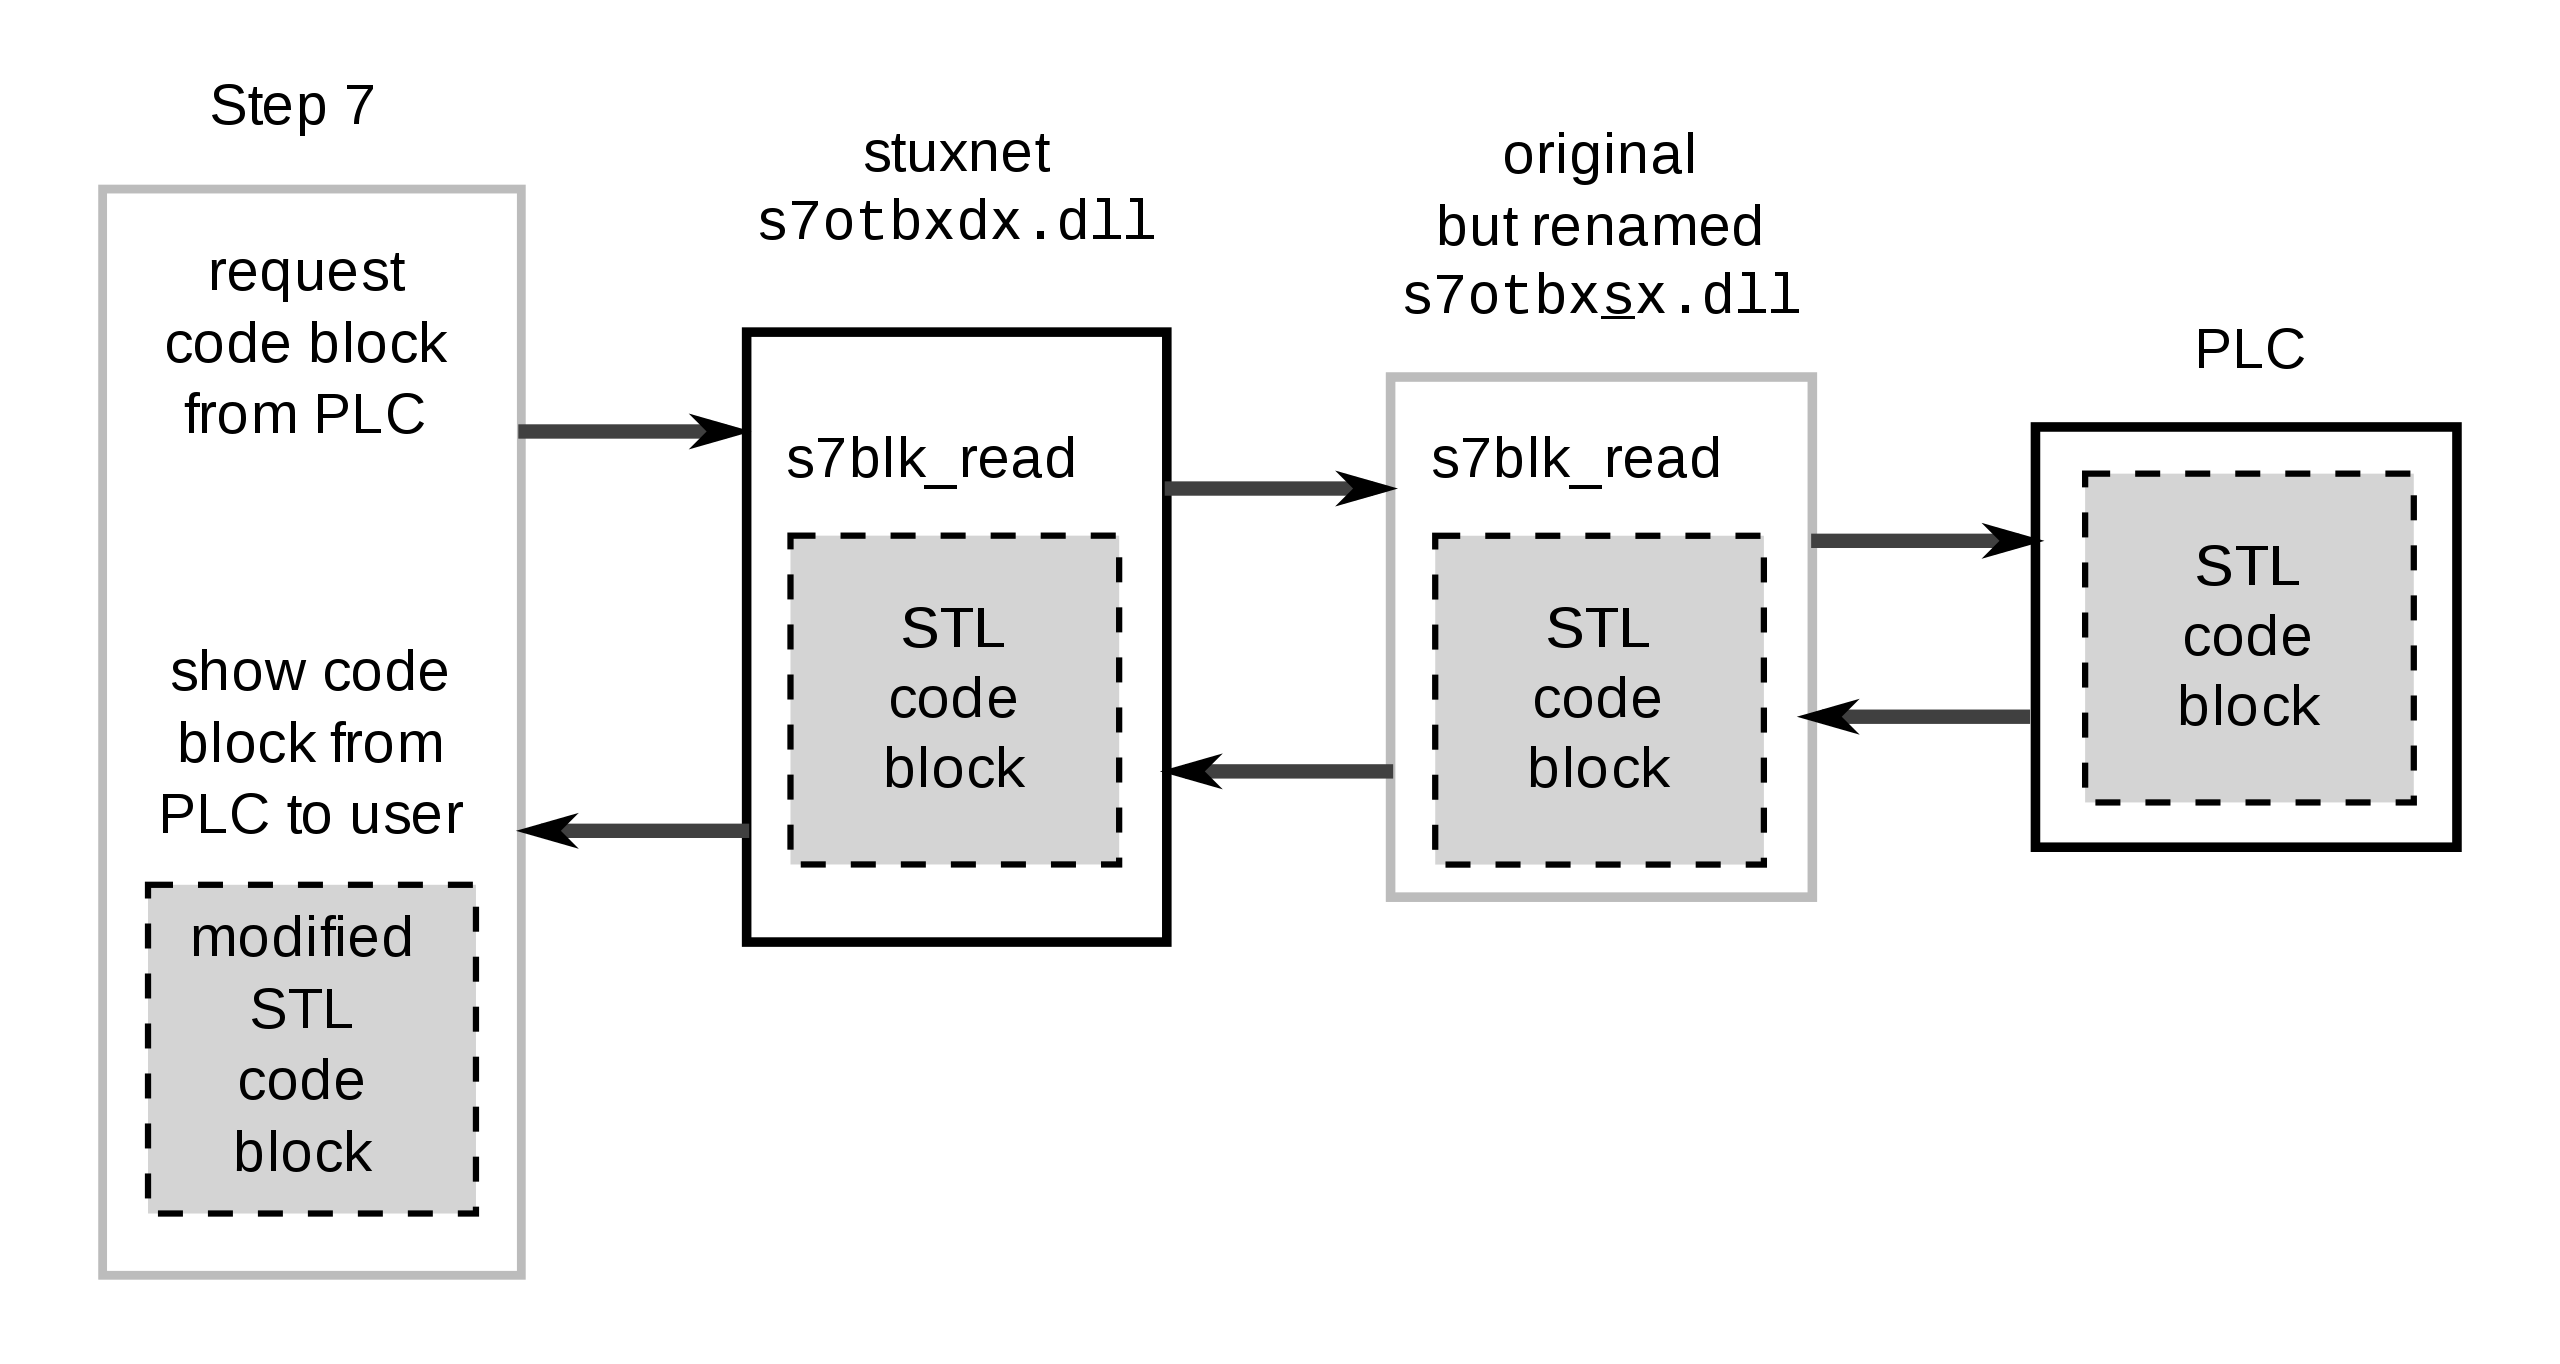 Step 7
request
code block
from PLC
show code
block from
PLC to user
modified
STL
code
block
stuxnet
s7otbxdx.dll
s7blk_read
STL
code
block
original
but renamed
s7otbxsx.dll
s7blk_read
STL
code
block
PLC
STL
code
block